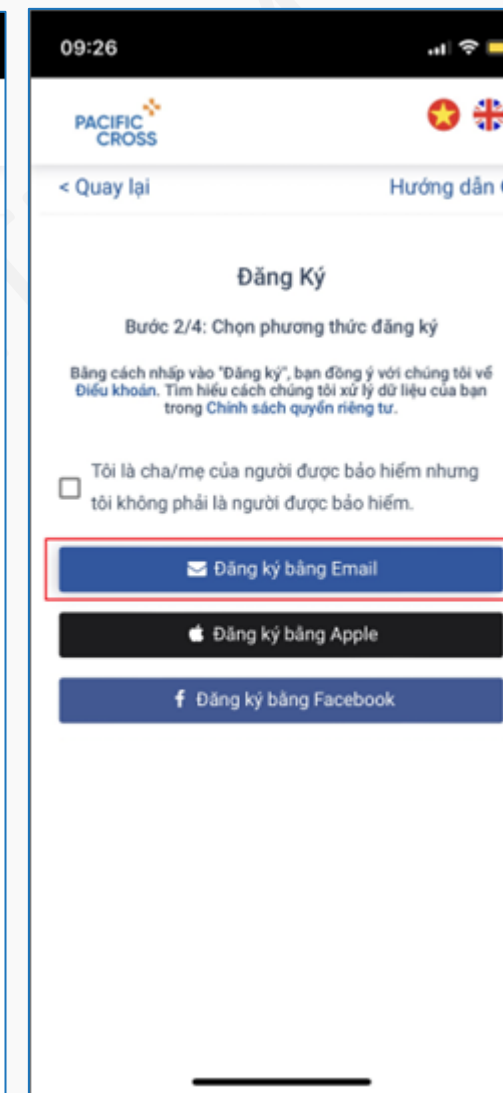 09:26
PACIFIC
CROSS
< Quay lại
Hướng dẫn
Đăng Ký
Bước 2/4: Chọn phương thức đăng ký
Bằng cách nhấp vào "Đăng ký", bạn đồng ý với chúng tôi về
Điều khoản. Tìm hiểu cách chúng tôi xử lý dữ liệu của bạn
trong Chính sách quyền riêng tư.
Tôi là cha/mẹ của người được bảo hiểm nhưng
tôi không phải là người được bảo hiểm.
Đăng ký bằng Email
Đăng ký bằng Apple
f Đăng ký bằng Facebook